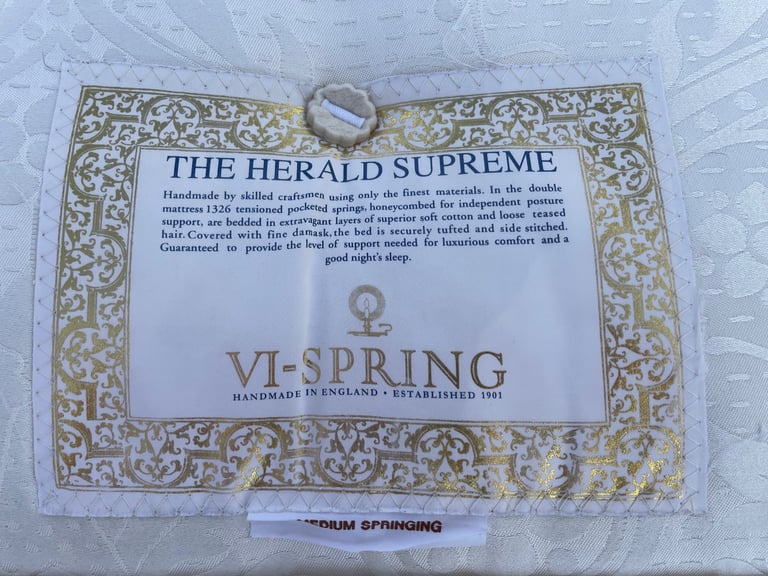 THE HERALD SUPREME
Handmade by skilled craftsmen using only the finest materials. In the double
mattress 1326 tensioned pocketed springs, honeycombed for independent posture
support, are bedded in extravagant layers of superior soft cotton and loose teased
hair. Covered with fine damask, the bed is securely tufted and side stitched.
Guaranteed to provide the level of support needed for luxurious comfort and a
good night's sleep.
VI-SPRING
HANDMADE IN ENGLAND • ESTABLISHED 1901
MEDIUM SPRINGING